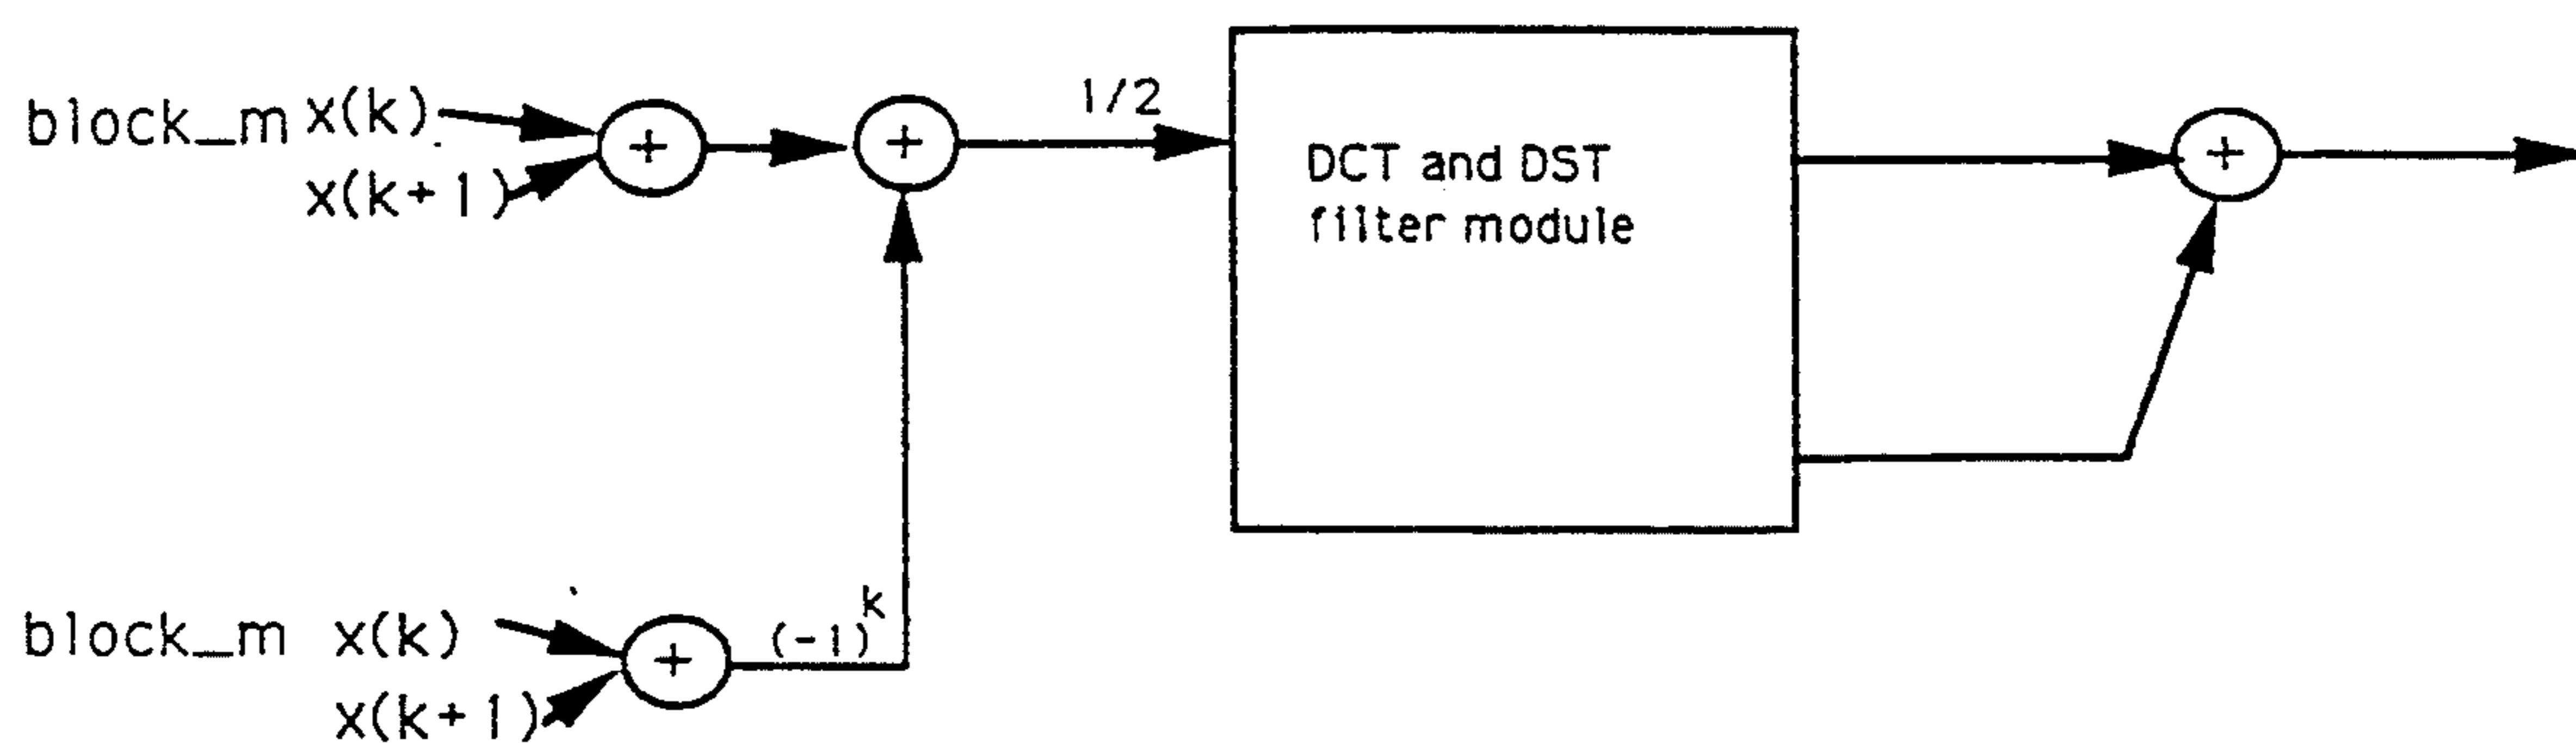 block_m x(k)
x(k+1)
+
+
1/2
DCT and DST
filter module
+
block_m x(k)
x(k+1)
+
(-1)^k